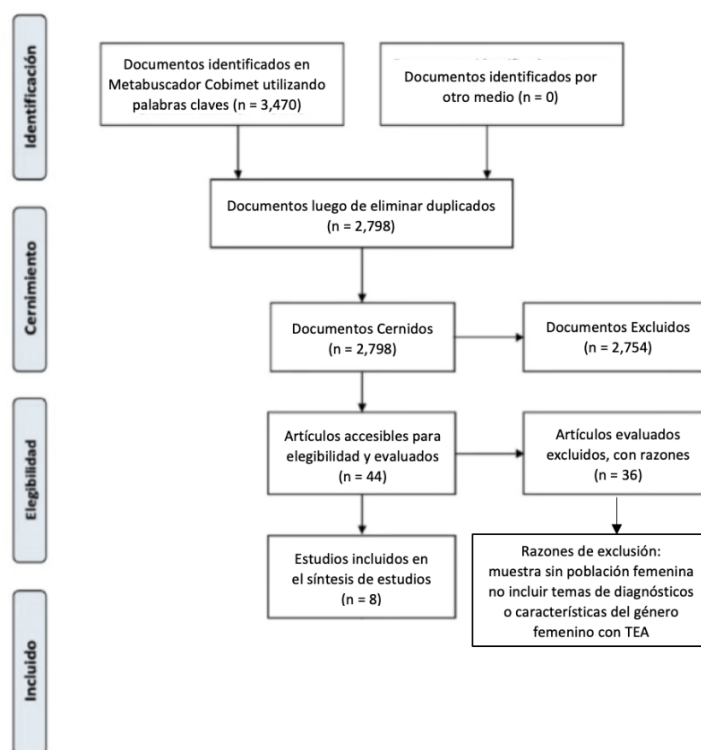 Identificación
Documentos identificados en
Metabuscador Cobimet utilizando
palabras claves (n = 3,470)
Documentos identificados por
otro medio (n = 0)
Cernimiento
Documentos luego de eliminar duplicados
(n = 2,798)
Documentos Cernidos
(n = 2,798)
Documentos Excluidos
(n = 2,754)
Elegibilidad
Artículos accesibles para
elegibilidad y evaluados
(n = 44)
Artículos evaluados
excluidos, con razones
(n = 36)
Incluido
Estudios incluidos en
el síntesis de estudios
(n = 8)
Razones de exclusión:
muestra sin población femenina
no incluir temas de diagnósticos
o características del género
femenino con TEA